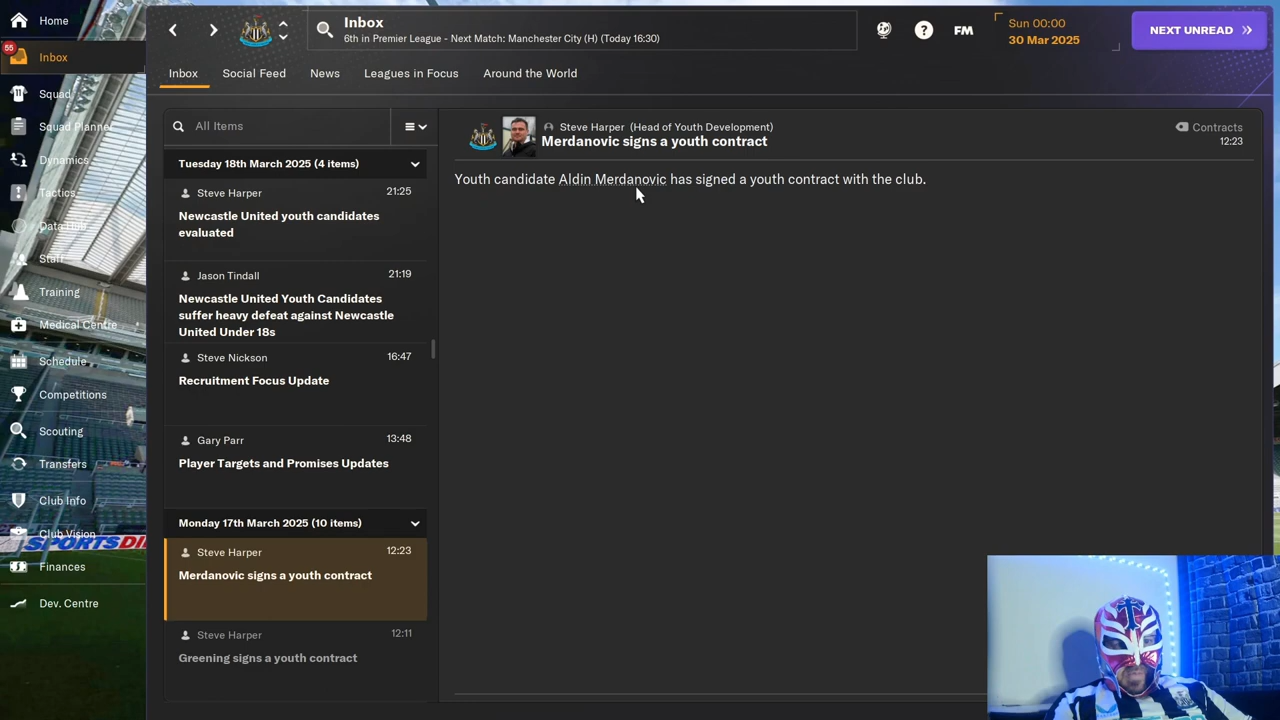 Home
55
Inbox
Squad
Squad Planner
Dynamics
Tactics
Data Hub
Staff
Training
Medical Centre
Schedule
Competitions
Scouting
Transfers
Club Info
Club Vision
SPORTS DI
Finances
Dev. Centre
Inbox
6th in Premier League - Next Match: Manchester City (H) (Today 16:30)
?
FM
Sun 00:00
30 Mar 2025
NEXT UNREAD
Inbox Social Feed News Leagues in Focus Around the World
All Items
Tuesday 18th March 2025 (4 items)
Steve Harper 21:25
Newcastle United youth candidates
evaluated
Jason Tindall 21:19
Newcastle United Youth Candidates
suffer heavy defeat against Newcastle
United Under 18s
Steve Nickson 16:47
Recruitment Focus Update
Gary Parr 13:48
Player Targets and Promises Updates
Monday 17th March 2025 (10 items)
Steve Harper 12:23
Merdanovic signs a youth contract
Steve Harper 12:11
Greening signs a youth contract
Steve Harper (Head of Youth Development)
Merdanovic signs a youth contract
Contracts
12:23
Youth candidate Aldin Merdanovic has signed a youth contract with the club.